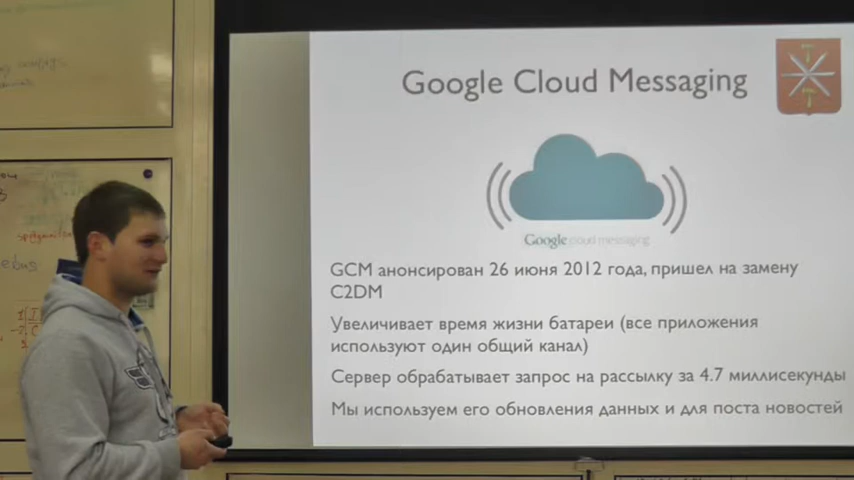 Google Cloud Messaging
Google cloud messaging
GCM анонсирован 26 июня 2012 года, пришел на замену
C2DM
Увеличивает время жизни батареи (все приложения
используют один общий канал)
Сервер обрабатывает запрос на рассылку за 4.7 миллисекунды
Мы используем его обновления данных и для поста новостей